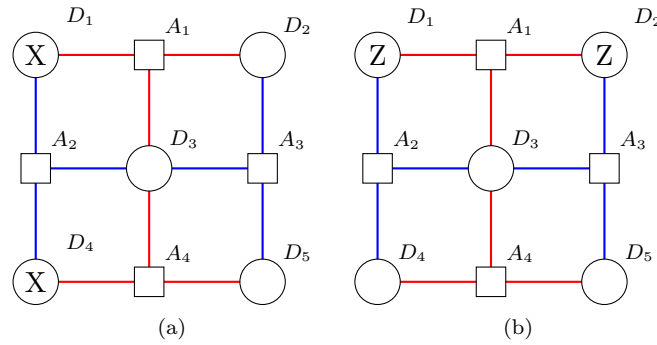 D₁ A₁ D₂ D₁ A₁ D₂
X Z Z
A₂ D₃ A₃ A₂ D₃ A₃
D₄ A₄ D₅ D₄ A₄ D₅
X
(a) (b)